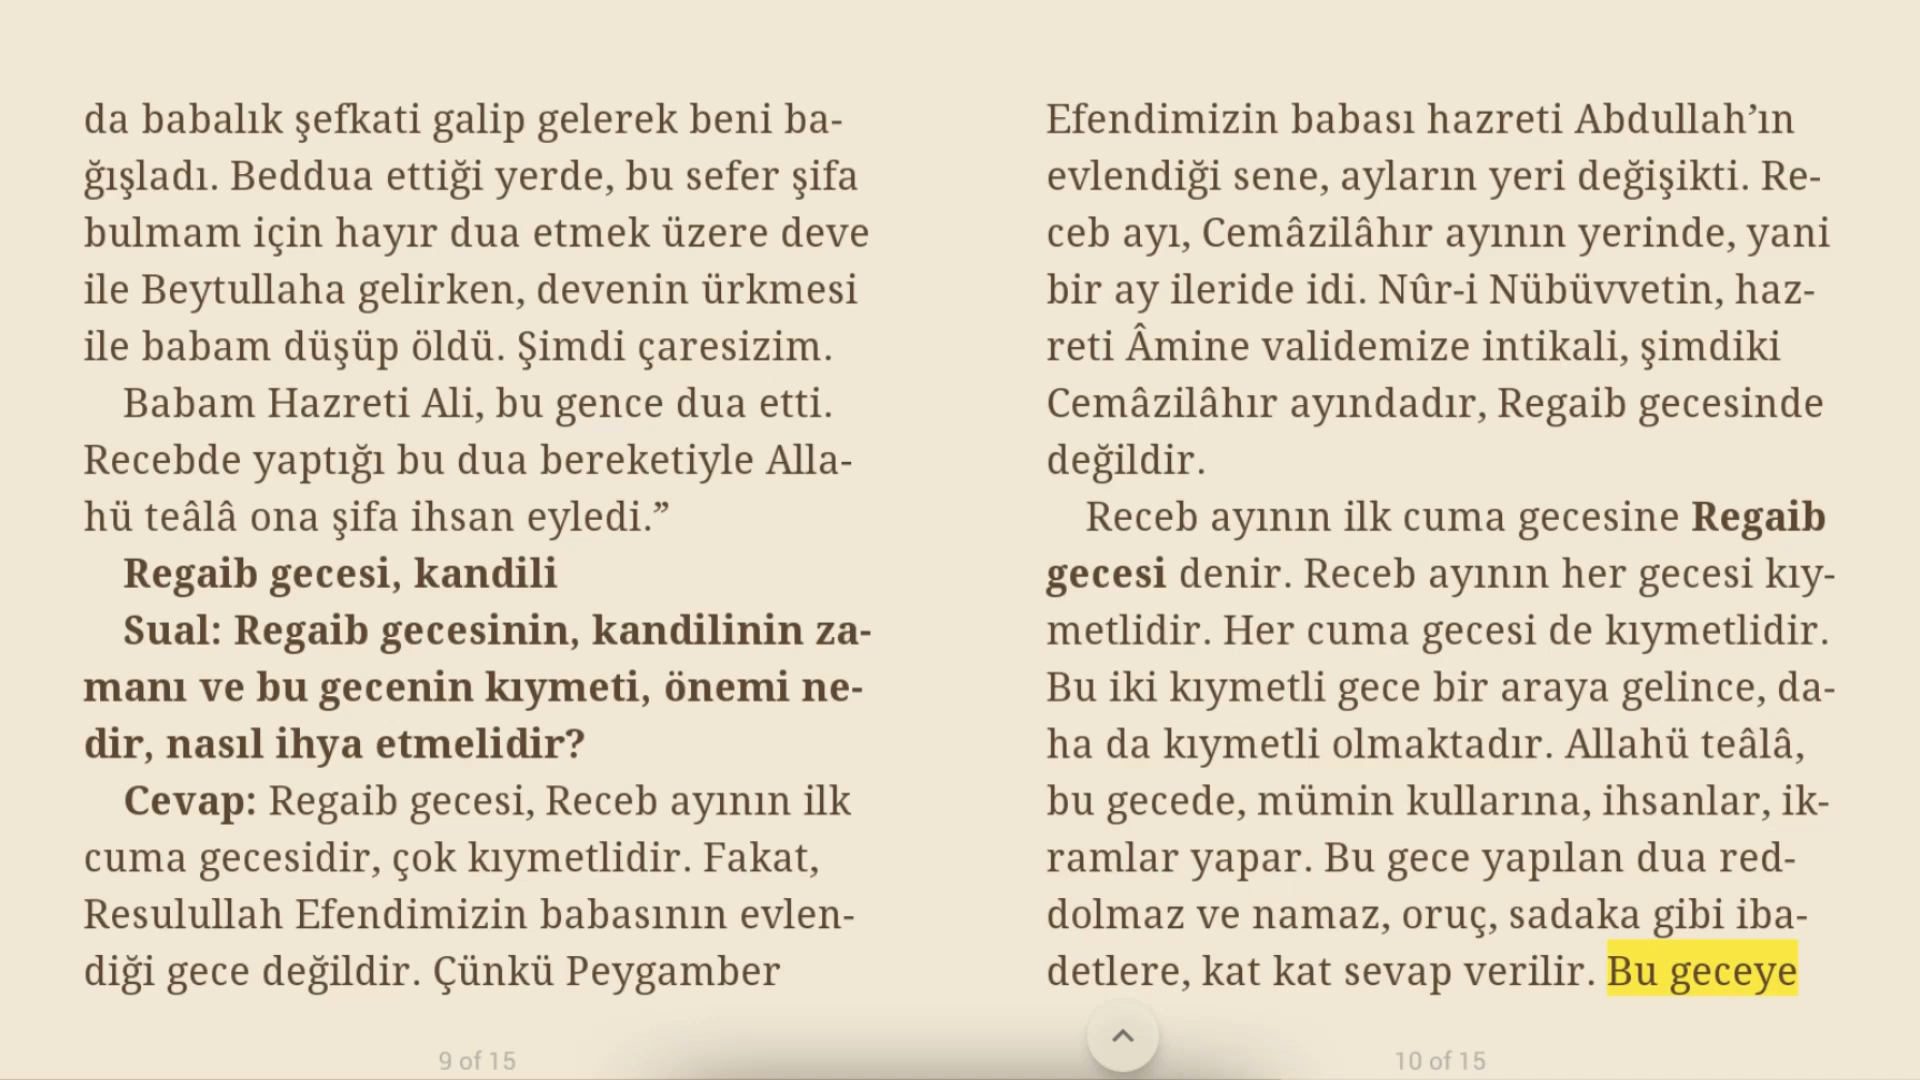 da babalık şefkati galip gelerek beni ba-
ğışladı. Beddua ettiği yerde, bu sefer şifa
bulmam için hayır dua etmek üzere deve
ile Beytullaha gelirken, devenin ürkmesi
ile babam düşüp öldü. Şimdi çaresizim.
Babam Hazreti Ali, bu gence dua etti.
Recebde yaptığı bu dua bereketiyle Alla-
hü teâlâ ona şifa ihsan eyledi.”
Regaib gecesi, kandili
Sual: Regaib gecesinin, kandilinin za-
manı ve bu gecenin kıymeti, önemi ne-
dir, nasıl ihya etmelidir?
Cevap: Regaib gecesi, Receb ayının ilk
cuma gecesidir, çok kıymetlidir. Fakat,
Resulullah Efendimizin babasının evlen-
diği gece değildir. Çünkü Peygamber
9 of 15
Efendimizin babası hazreti Abdullah’ın
evlendiği sene, ayların yeri değişikti. Re-
ceb ayı, Cemâzilâhır ayının yerinde, yani
bir ay ileride idi. Nûr-i Nübüvvetin, haz-
reti Âmine validemize intikali, şimdiki
Cemâzilâhır ayındadır, Regaib gecesinde
değildir.
Receb ayının ilk cuma gecesine Regaib
gecesi denir. Receb ayının her gecesi kıy-
metlidir. Her cuma gecesi de kıymetlidir.
Bu iki kıymetli gece bir araya gelince, da-
ha da kıymetli olmaktadır. Allahü teâlâ,
bu gecede, mümin kullarına, ihsanlar, ik-
ramlar yapar. Bu gece yapılan dua red-
dolmaz ve namaz, oruç, sadaka gibi iba-
detlere, kat kat sevap verilir. Bu geceye
10 of 15